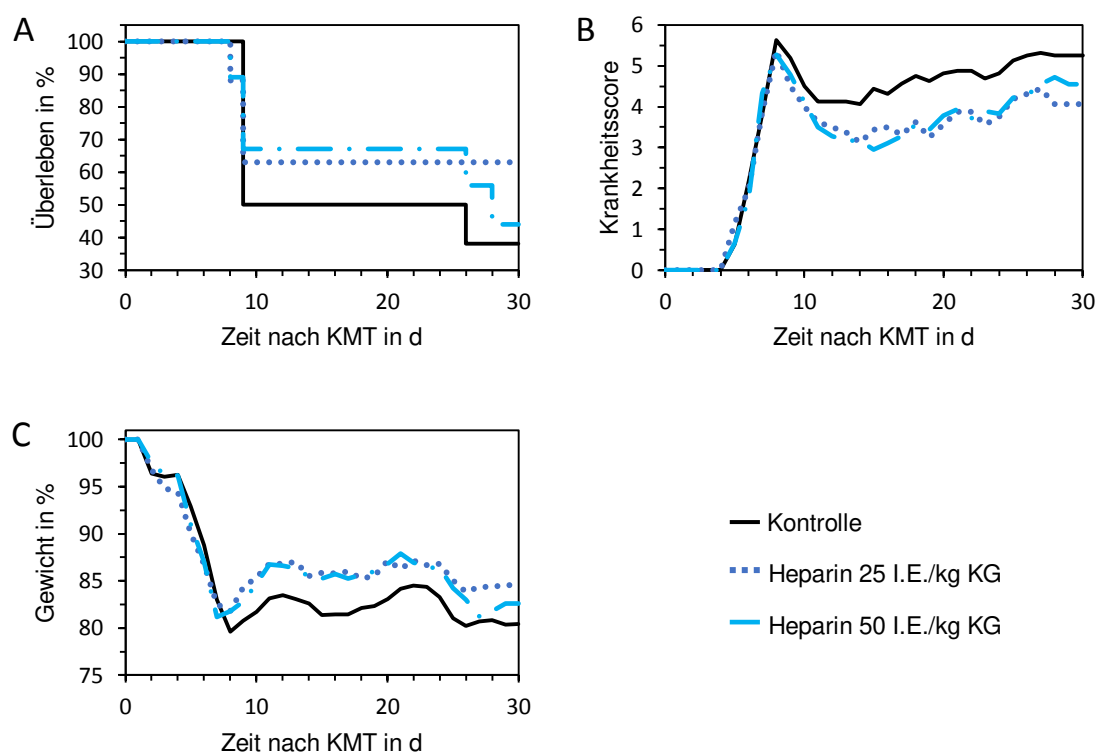 A
Überleben in %
100
90
80
70
60
50
40
30
0
10
20
30
Zeit nach KMT in d
B
Krankheitsscore
6
5
4
3
2
1
0
0
10
20
30
Zeit nach KMT in d
C
Gewicht in %
100
95
90
85
80
75
0
10
20
30
Zeit nach KMT in d
Kontrolle
Heparin 25 I.E./kg KG
Heparin 50 I.E./kg KG